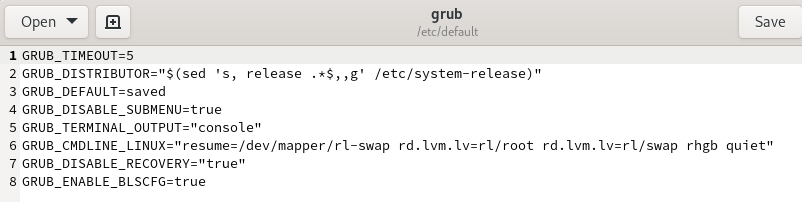 Open
grub
/etc/default
Save
1 GRUB_TIMEOUT=5
2 GRUB_DISTRIBUTOR="$(sed 's, release .*$,,g' /etc/system-release)"
3 GRUB_DEFAULT=saved
4 GRUB_DISABLE_SUBMENU=true
5 GRUB_TERMINAL_OUTPUT="console"
6 GRUB_CMDLINE_LINUX="resume=/dev/mapper/rl-swap rd.lvm.lv=rl/root rd.lvm.lv=rl/swap rhgb quiet"
7 GRUB_DISABLE_RECOVERY="true"
8 GRUB_ENABLE_BLSCFG=true